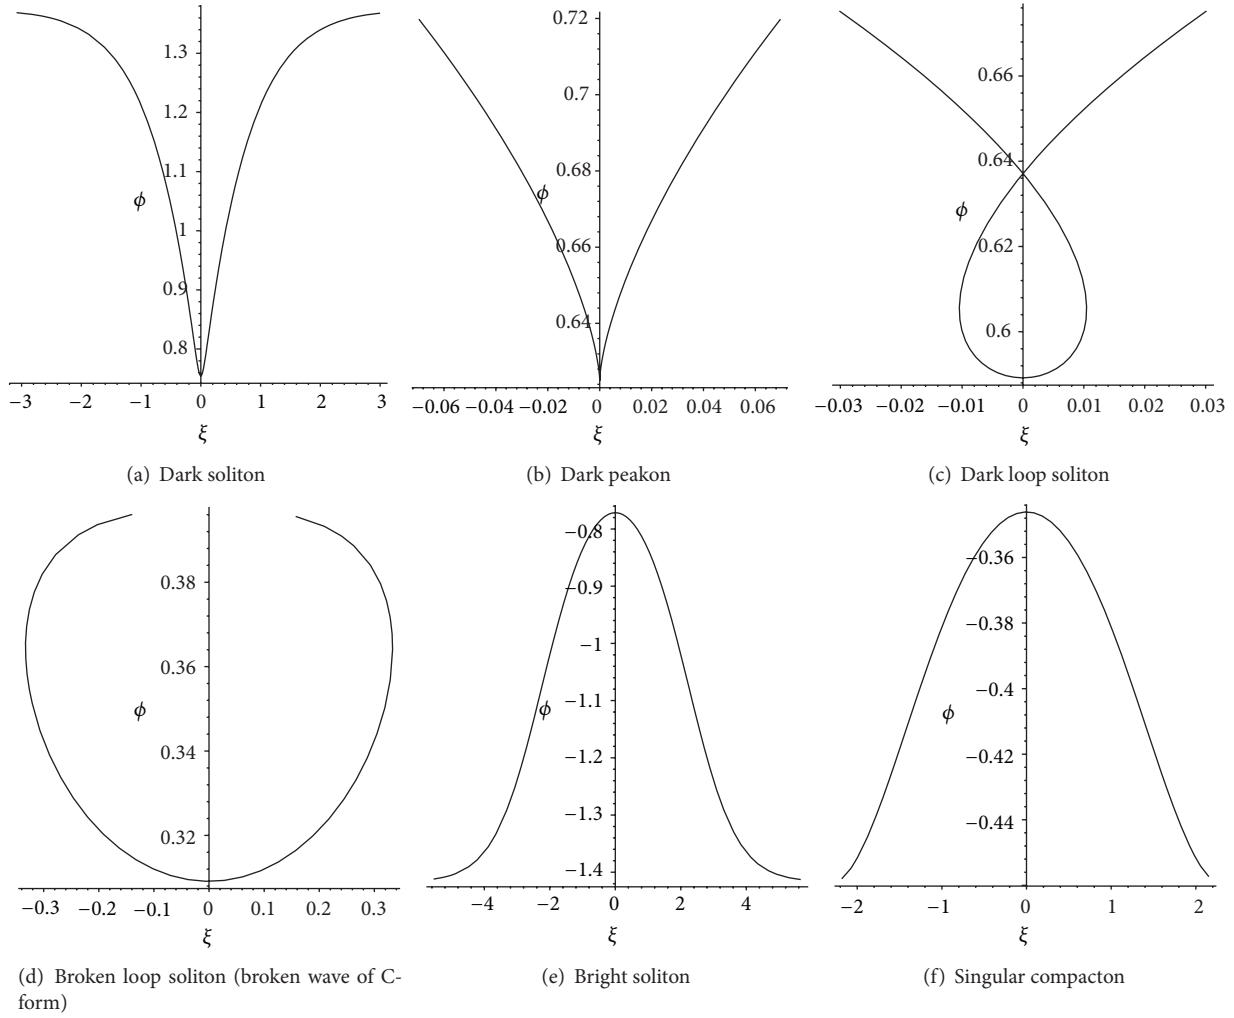 1.3
1.2
1.1
ϕ
1
0.9
0.8
−3 −2 −1 0 1 2 3
ξ
(a) Dark soliton
0.72
0.7
0.68
ϕ
0.66
0.64
−0.06 −0.04 −0.02 0 0.02 0.04 0.06
ξ
(b) Dark peakon
0.66
0.64
ϕ
0.62
0.6
−0.03 −0.02 −0.01 0 0.01 0.02 0.03
ξ
(c) Dark loop soliton
0.38
0.36
ϕ
0.34
0.32
−0.3 −0.2 −0.1 0 0.1 0.2 0.3
ξ
(d) Broken loop soliton (broken wave of C-
form)
−0.8
−0.9
−1
ϕ −1.1
−1.2
−1.3
−1.4
−4 −2 0 2 4
ξ
(e) Bright soliton
−0.36
−0.38
−0.4
ϕ
−0.42
−0.44
−2 −1 0 1 2
ξ
(f) Singular compacton